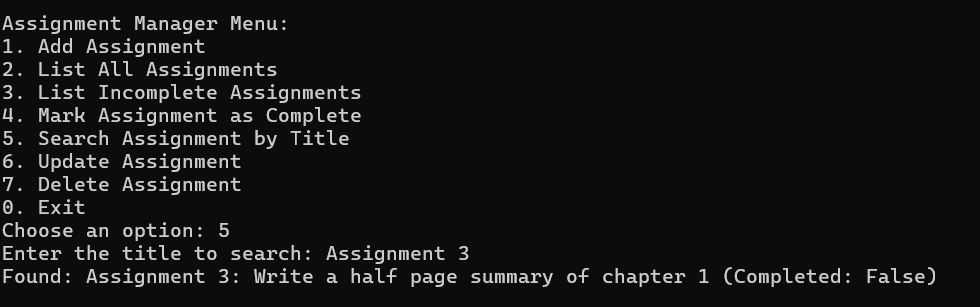 Assignment Manager Menu:
1. Add Assignment
2. List All Assignments
3. List Incomplete Assignments
4. Mark Assignment as Complete
5. Search Assignment by Title
6. Update Assignment
7. Delete Assignment
0. Exit
Choose an option: 5
Enter the title to search: Assignment 3
Found: Assignment 3: Write a half page summary of chapter 1 (Completed: False)